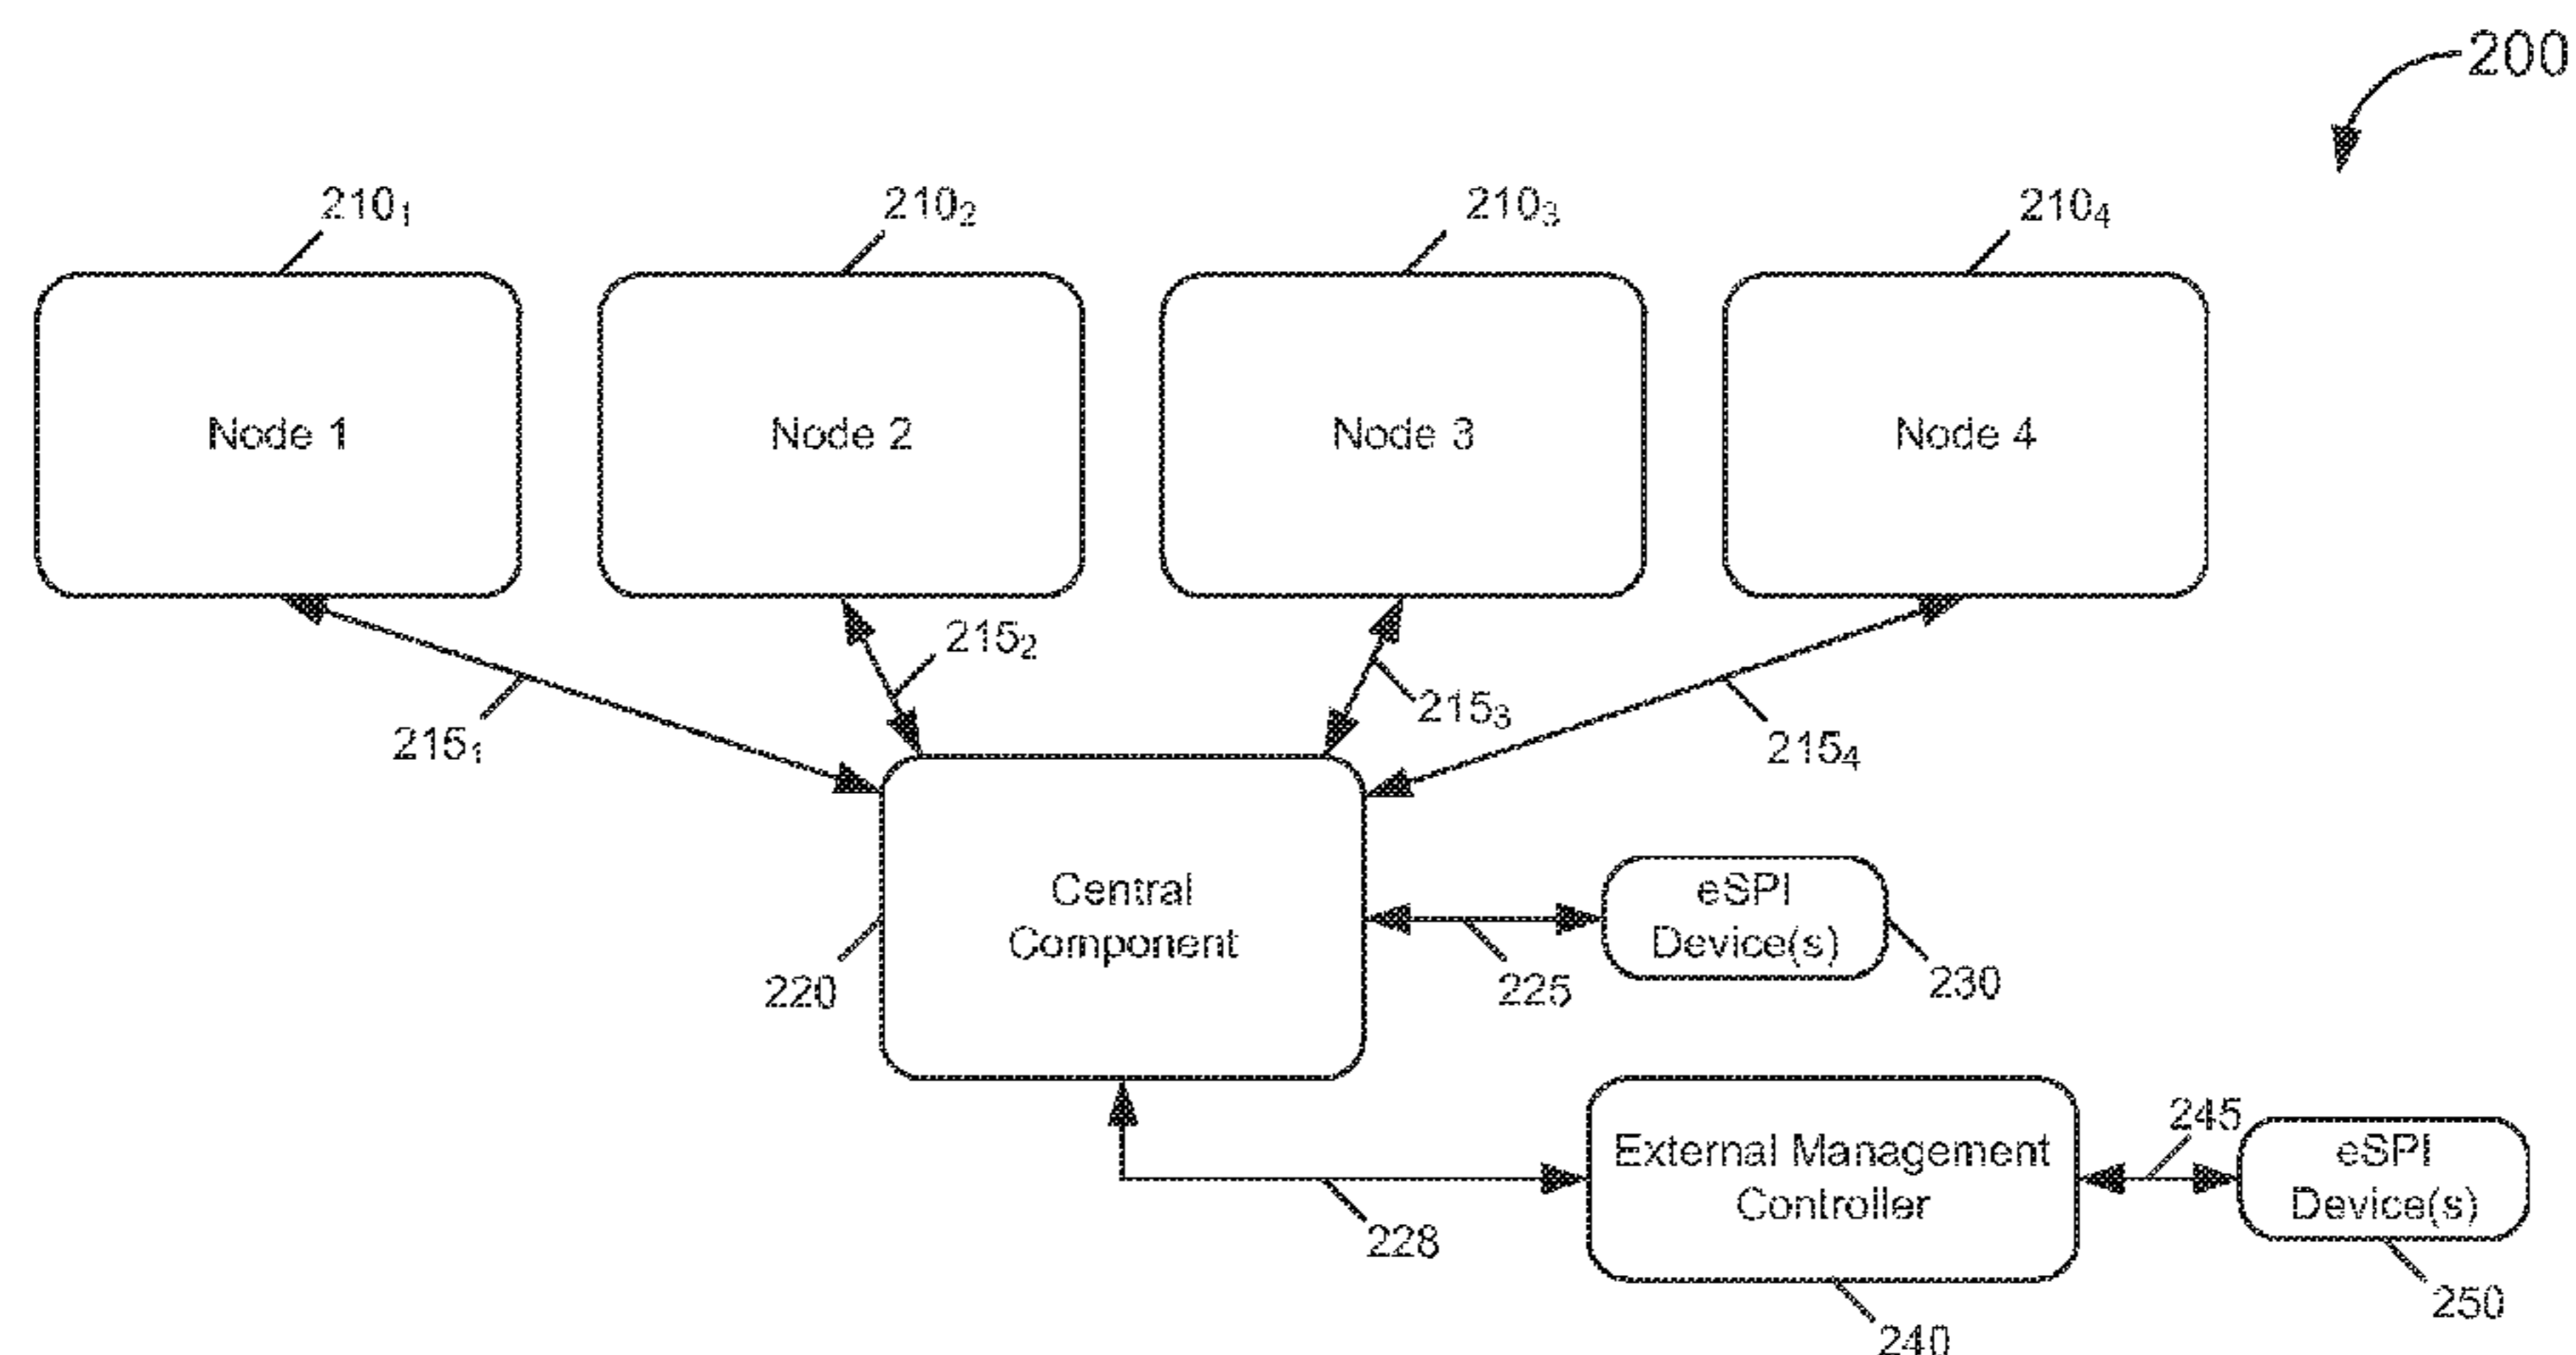 200
210₁
210₂
210₃
210₄
Node 1
Node 2
Node 3
Node 4
215₁
215₂
215₃
215₄
Central
Component
220
225
eSPI
Device(s)
230
228
External Management
Controller
240
245
eSPI
Device(s)
250